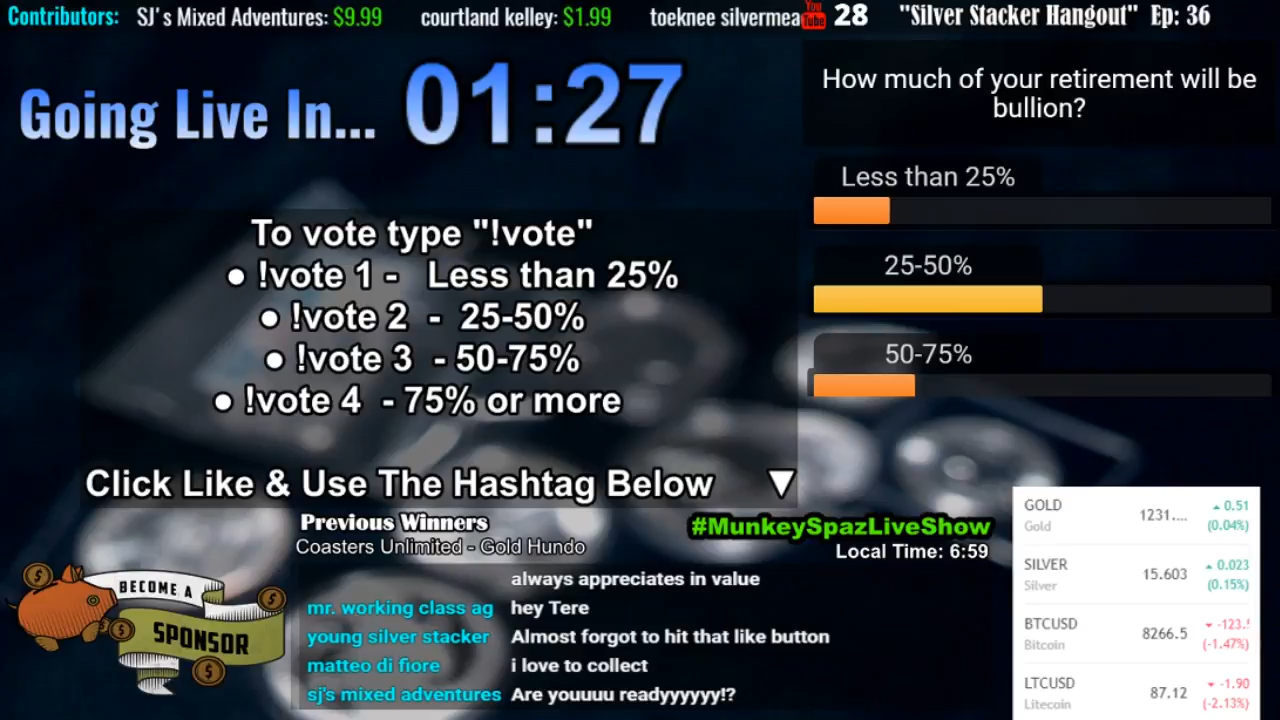 Contributors: SJ's Mixed Adventures: $9.99 courtland kelley: $1.99 toeknee silvermea
You Tube 28
"Silver Stacker Hangout" Ep: 36
Going Live In... 01:27
How much of your retirement will be
bullion?
Less than 25%
25-50%
50-75%
To vote type "!vote"
● !vote 1 - Less than 25%
● !vote 2 - 25-50%
● !vote 3 - 50-75%
● !vote 4 - 75% or more
Click Like & Use The Hashtag Below ▼
Previous Winners
Coasters Unlimited - Gold Hundo
#MunkeySpazLiveShow
Local Time: 6:59
BECOME A
SPONSOR
always appreciates in value
mr. working class ag hey Tere
young silver stacker Almost forgot to hit that like button
matteo di fiore i love to collect
sj's mixed adventures Are youuuu readyyyyyy!?
GOLD 1231.... ▲ 0.51
Gold (0.04%)
SILVER 15.603 ▲ 0.023
Silver (0.15%)
BTCUSD 8266.5 ▼ -123.
Bitcoin (-1.47%)
LTCUSD 87.12 ▼ -1.90
Litecoin (-2.13%)